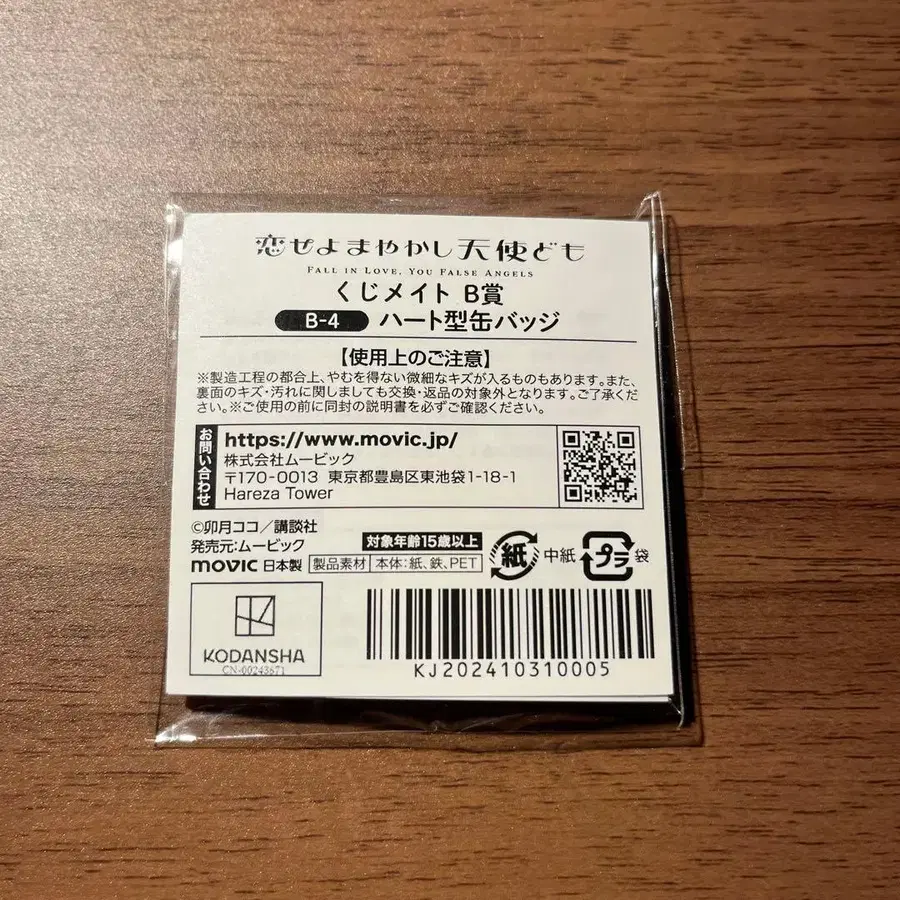 恋せよまやかし天使ども
FALL IN LOVE, YOU FALSE ANGELS
くじメイト B賞
B-4 ハート型缶バッジ
【使用上のご注意】
※製造工程の都合上、やむを得ない微細なキズが入るものもあります。また、
裏面のキズ・汚れに関しましても交換・返品の対象外となります。ご了承くださ
い。※ご使用の前に同封の説明書を必ずご確認ください。
お問い合わせ
https://www.movic.jp/
株式会社ムービック
〒170-0013 東京都豊島区東池袋1-18-1
Hareza Tower
©卯月ココ/講談社
発売元:ムービック
movic 日本製
対象年齢15歳以上
製品素材 本体:紙、鉄、PET
紙 中紙 プラ 袋
KODANSHA
CN-00243671
KJ202410310005